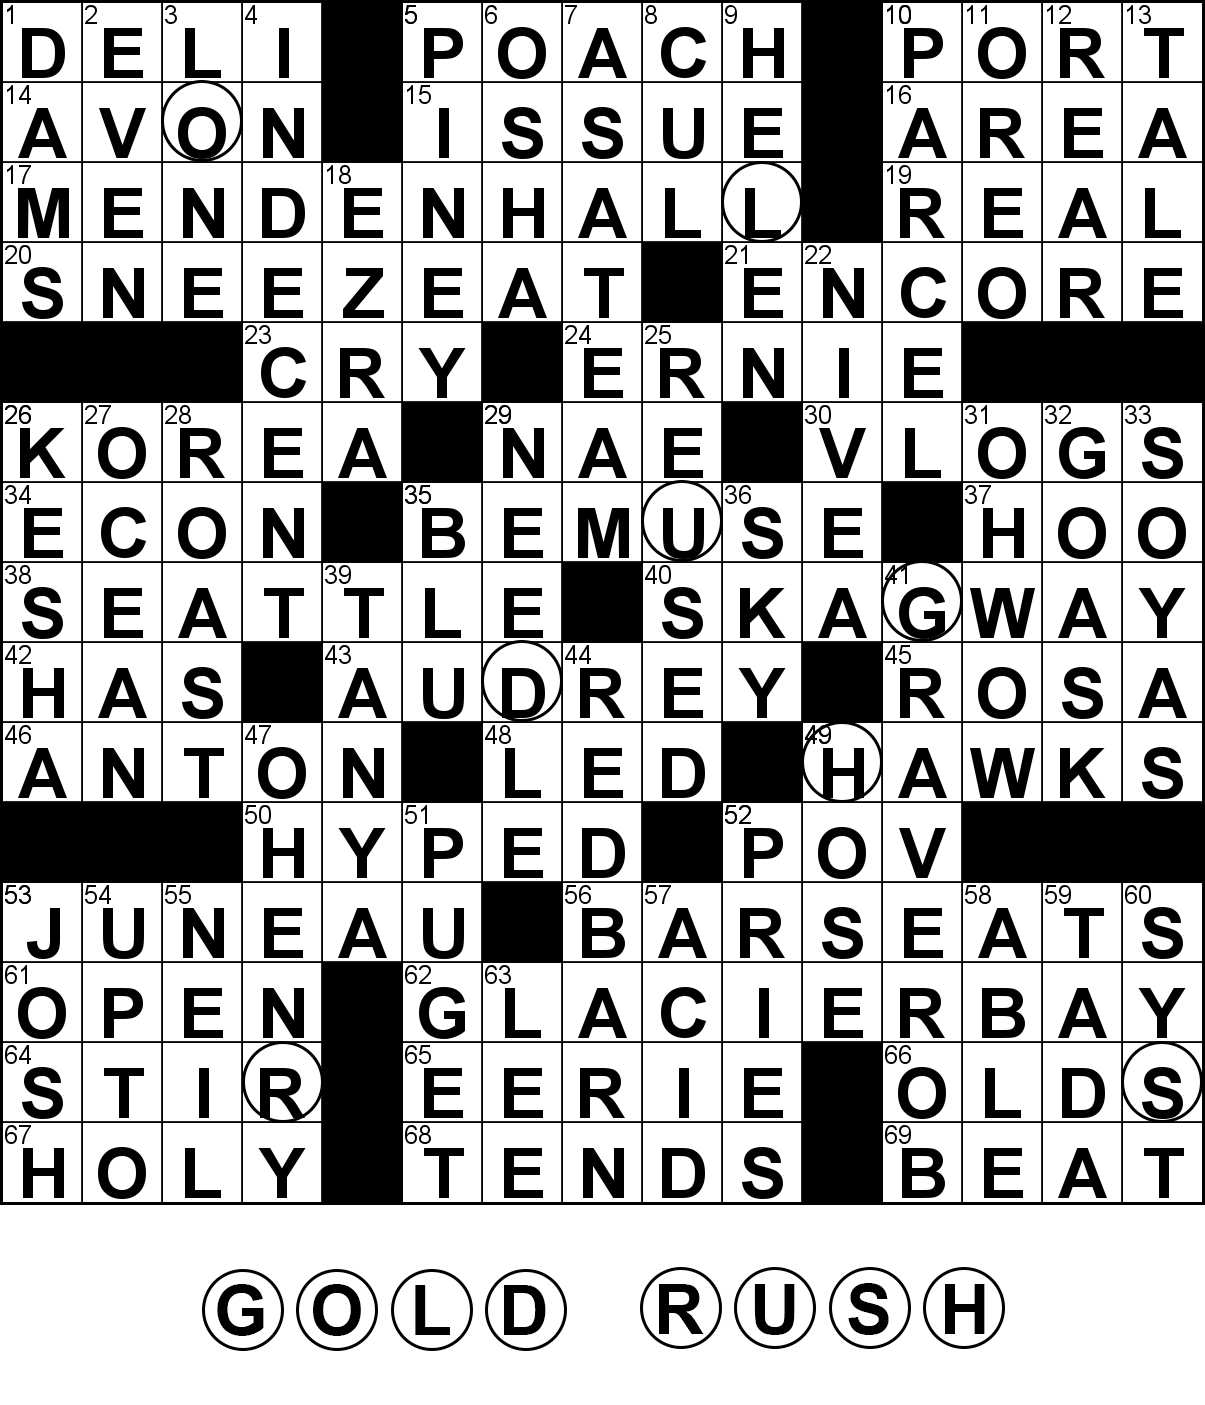 1 2 3 4 5 6 7 8 9 10 11 12 13
D E L I P O A C H P O R T
14 15 16
A V O N I S S U E A R E A
17 18 19
M E N D E N H A L L R E A L
20 21 22
S N E E Z E A T E N C O R E
23 24 25
C R Y E R N I E
26 27 28 29 30 31 32 33
K O R E A N A E V L O G S
34 35 36 37
E C O N B E M U S E H O O
38 39 40 41
S E A T T L E S K A G W A Y
42 43 44 45
H A S A U D R E Y R O S A
46 47 48 49
A N T O N L E D H A W K S
50 51 52
H Y P E D P O V
53 54 55 56 57 58 59 60
J U N E A U B A R S E A T S
61 62 63
O P E N G L A C I E R B A Y
64 65 66
S T I R E E R I E O L D S
67 68 69
H O L Y T E N D S B E A T
G O L D R U S H